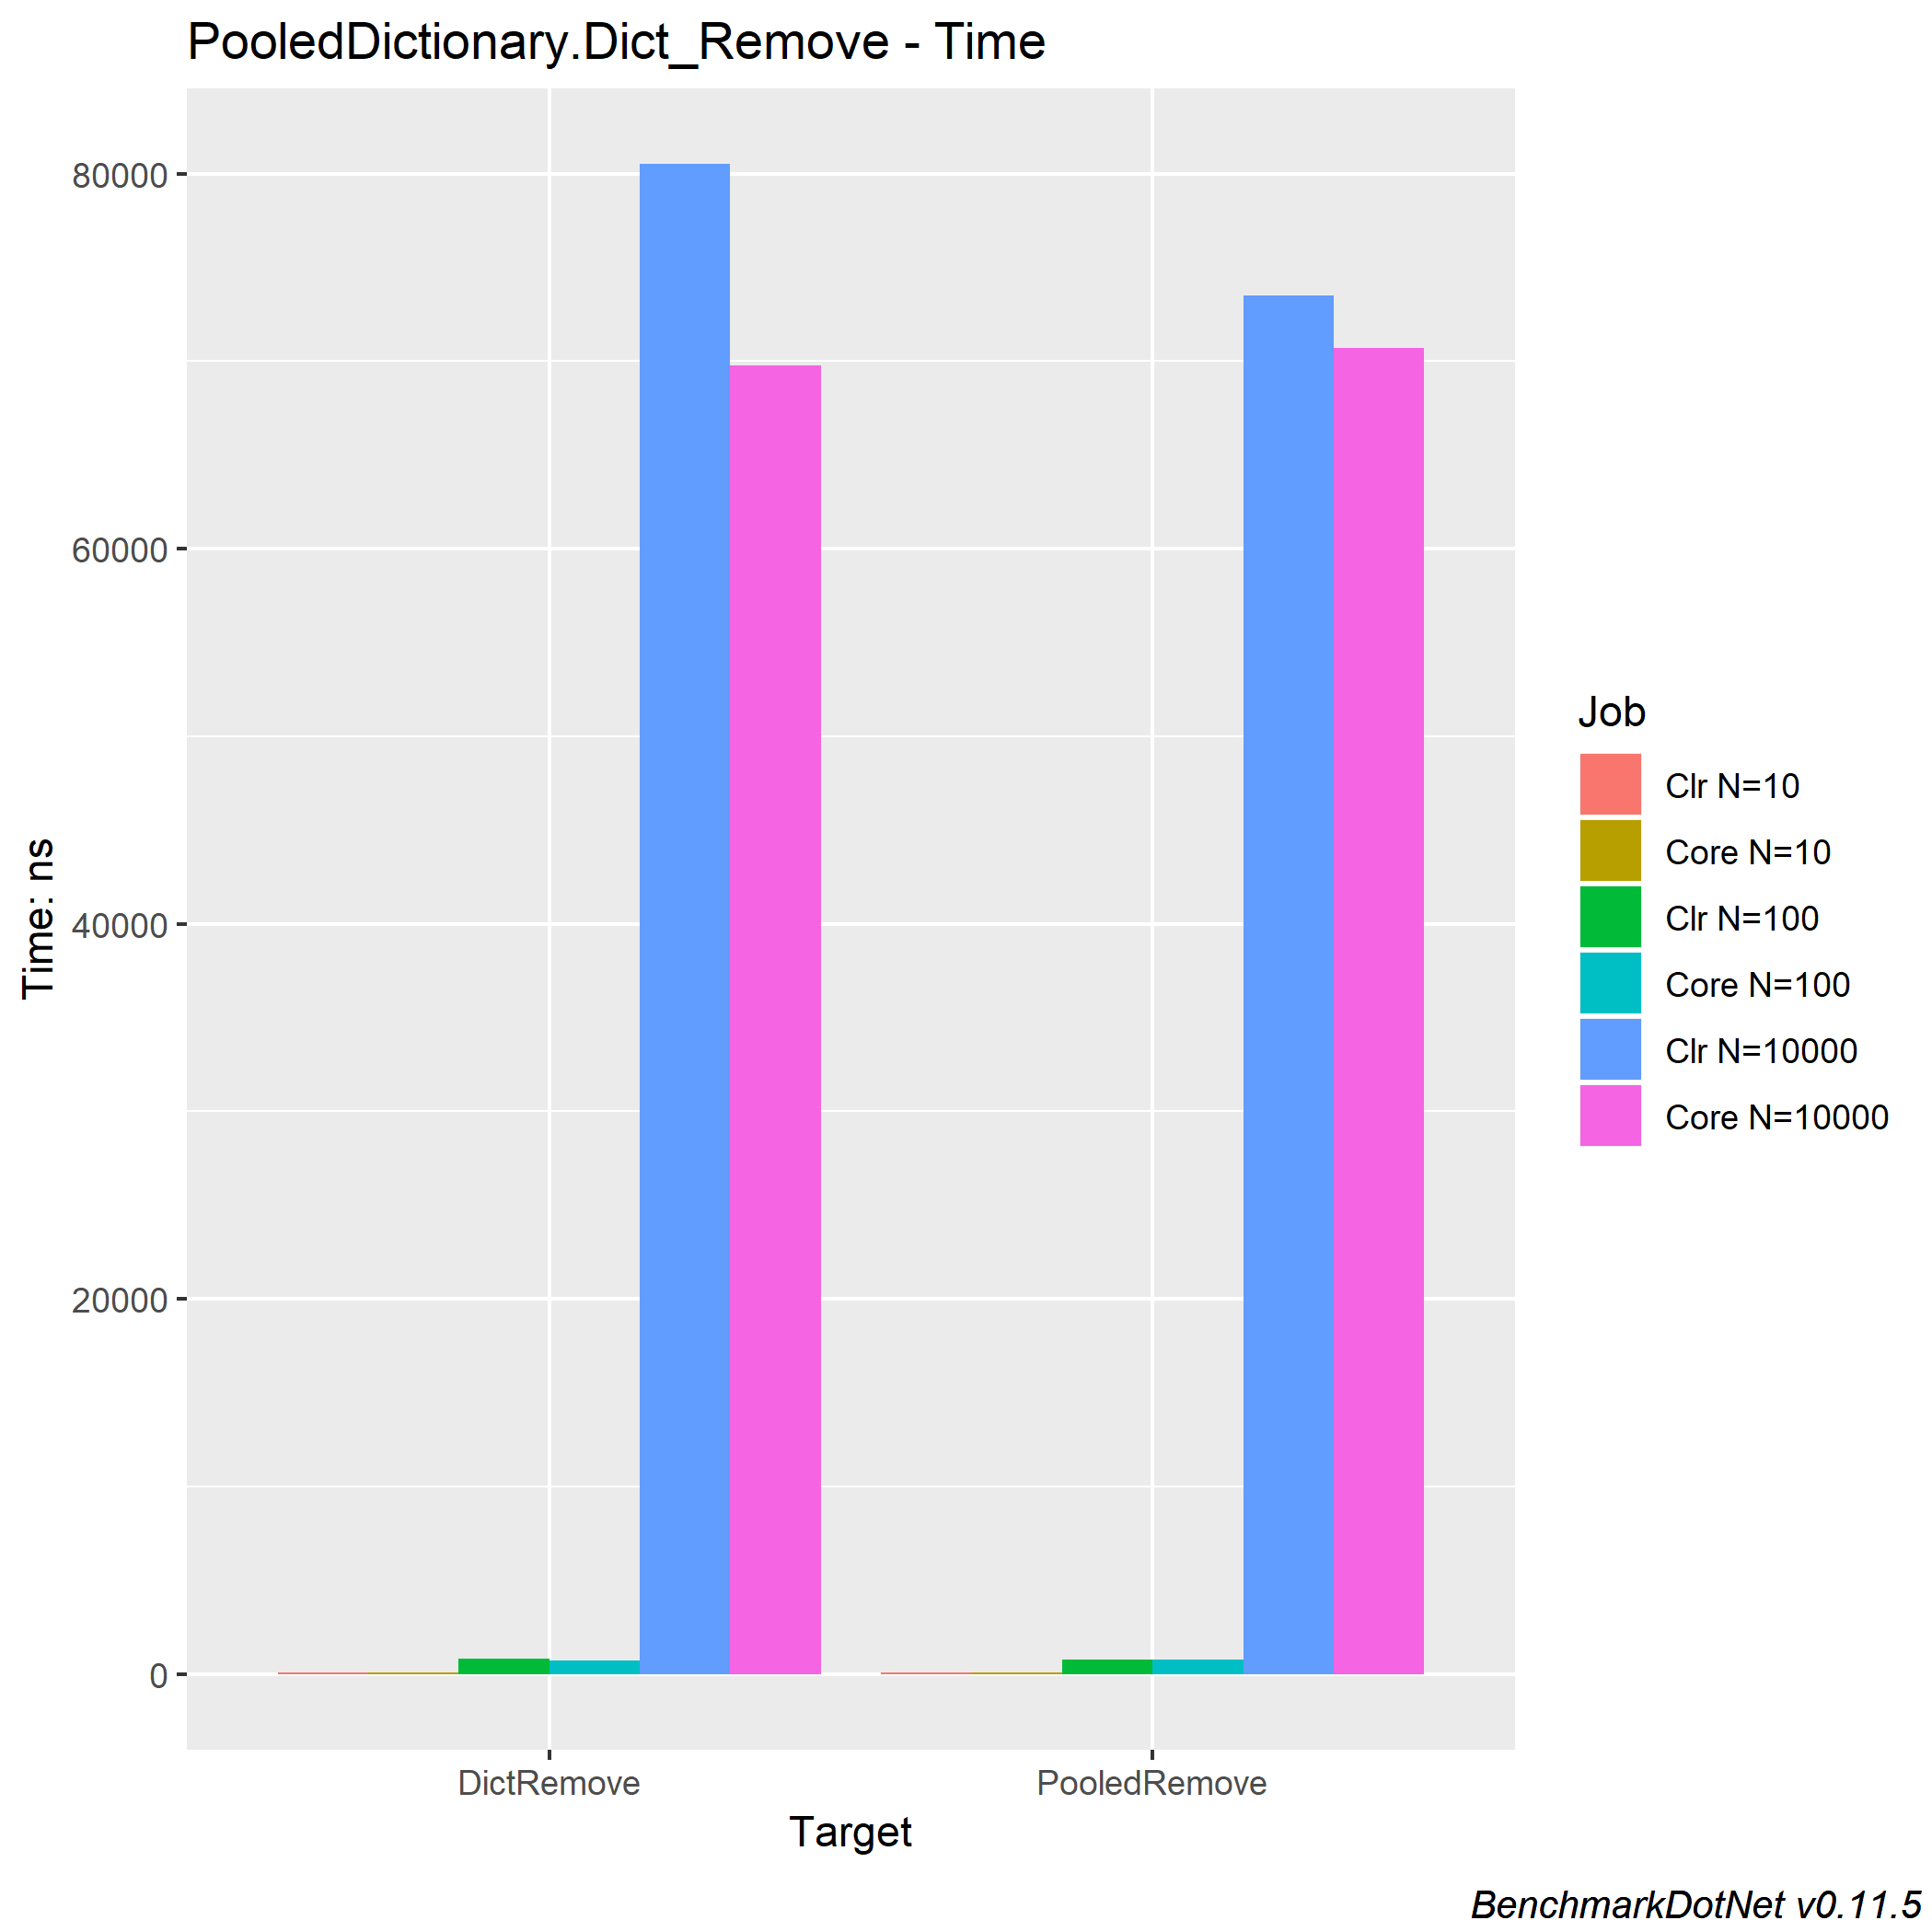 PooledDictionary.Dict_Remove - Time
Time: ns
80000
60000
40000
20000
0
DictRemove
PooledRemove
Target
Job
Clr N=10
Core N=10
Clr N=100
Core N=100
Clr N=10000
Core N=10000
BenchmarkDotNet v0.11.5